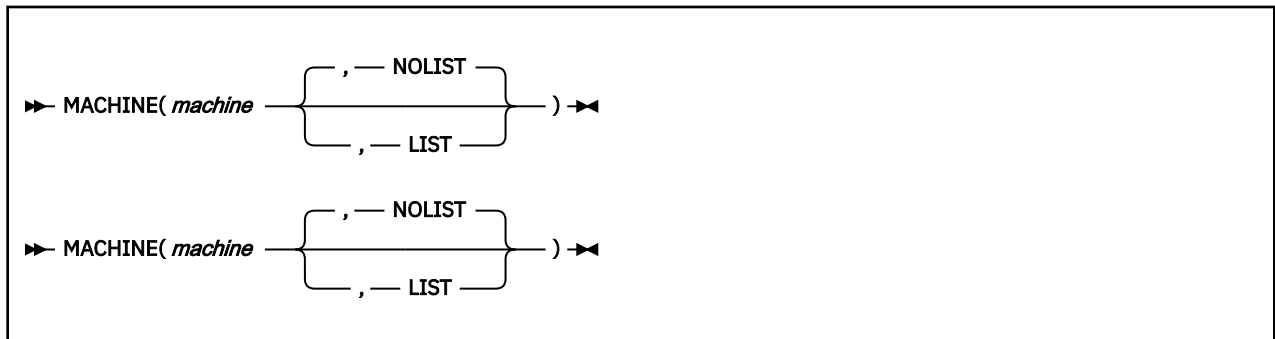 , NOLIST
MACHINE( machine )
, LIST
, NOLIST
MACHINE( machine )
, LIST